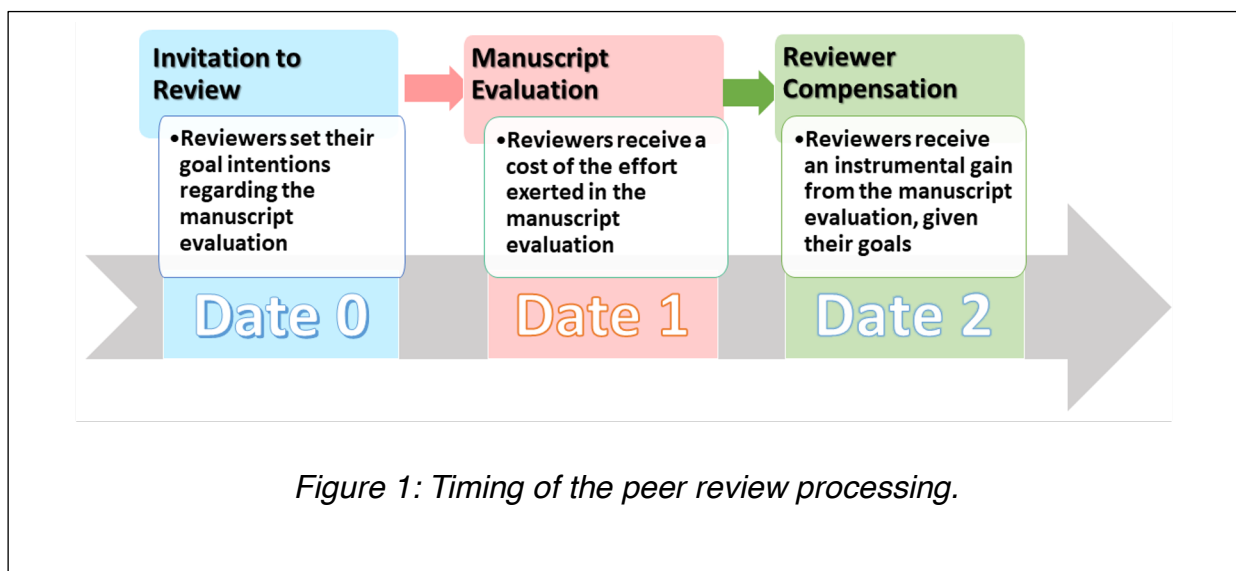 Invitation to
Review
•Reviewers set their
goal intentions
regarding the
manuscript
evaluation
Date 0
Manuscript
Evaluation
•Reviewers receive a
cost of the effort
exerted in the
manuscript
evaluation
Date 1
Reviewer
Compensation
•Reviewers receive
an instrumental gain
from the manuscript
evaluation, given
their goals
Date 2
Figure 1: Timing of the peer review processing.